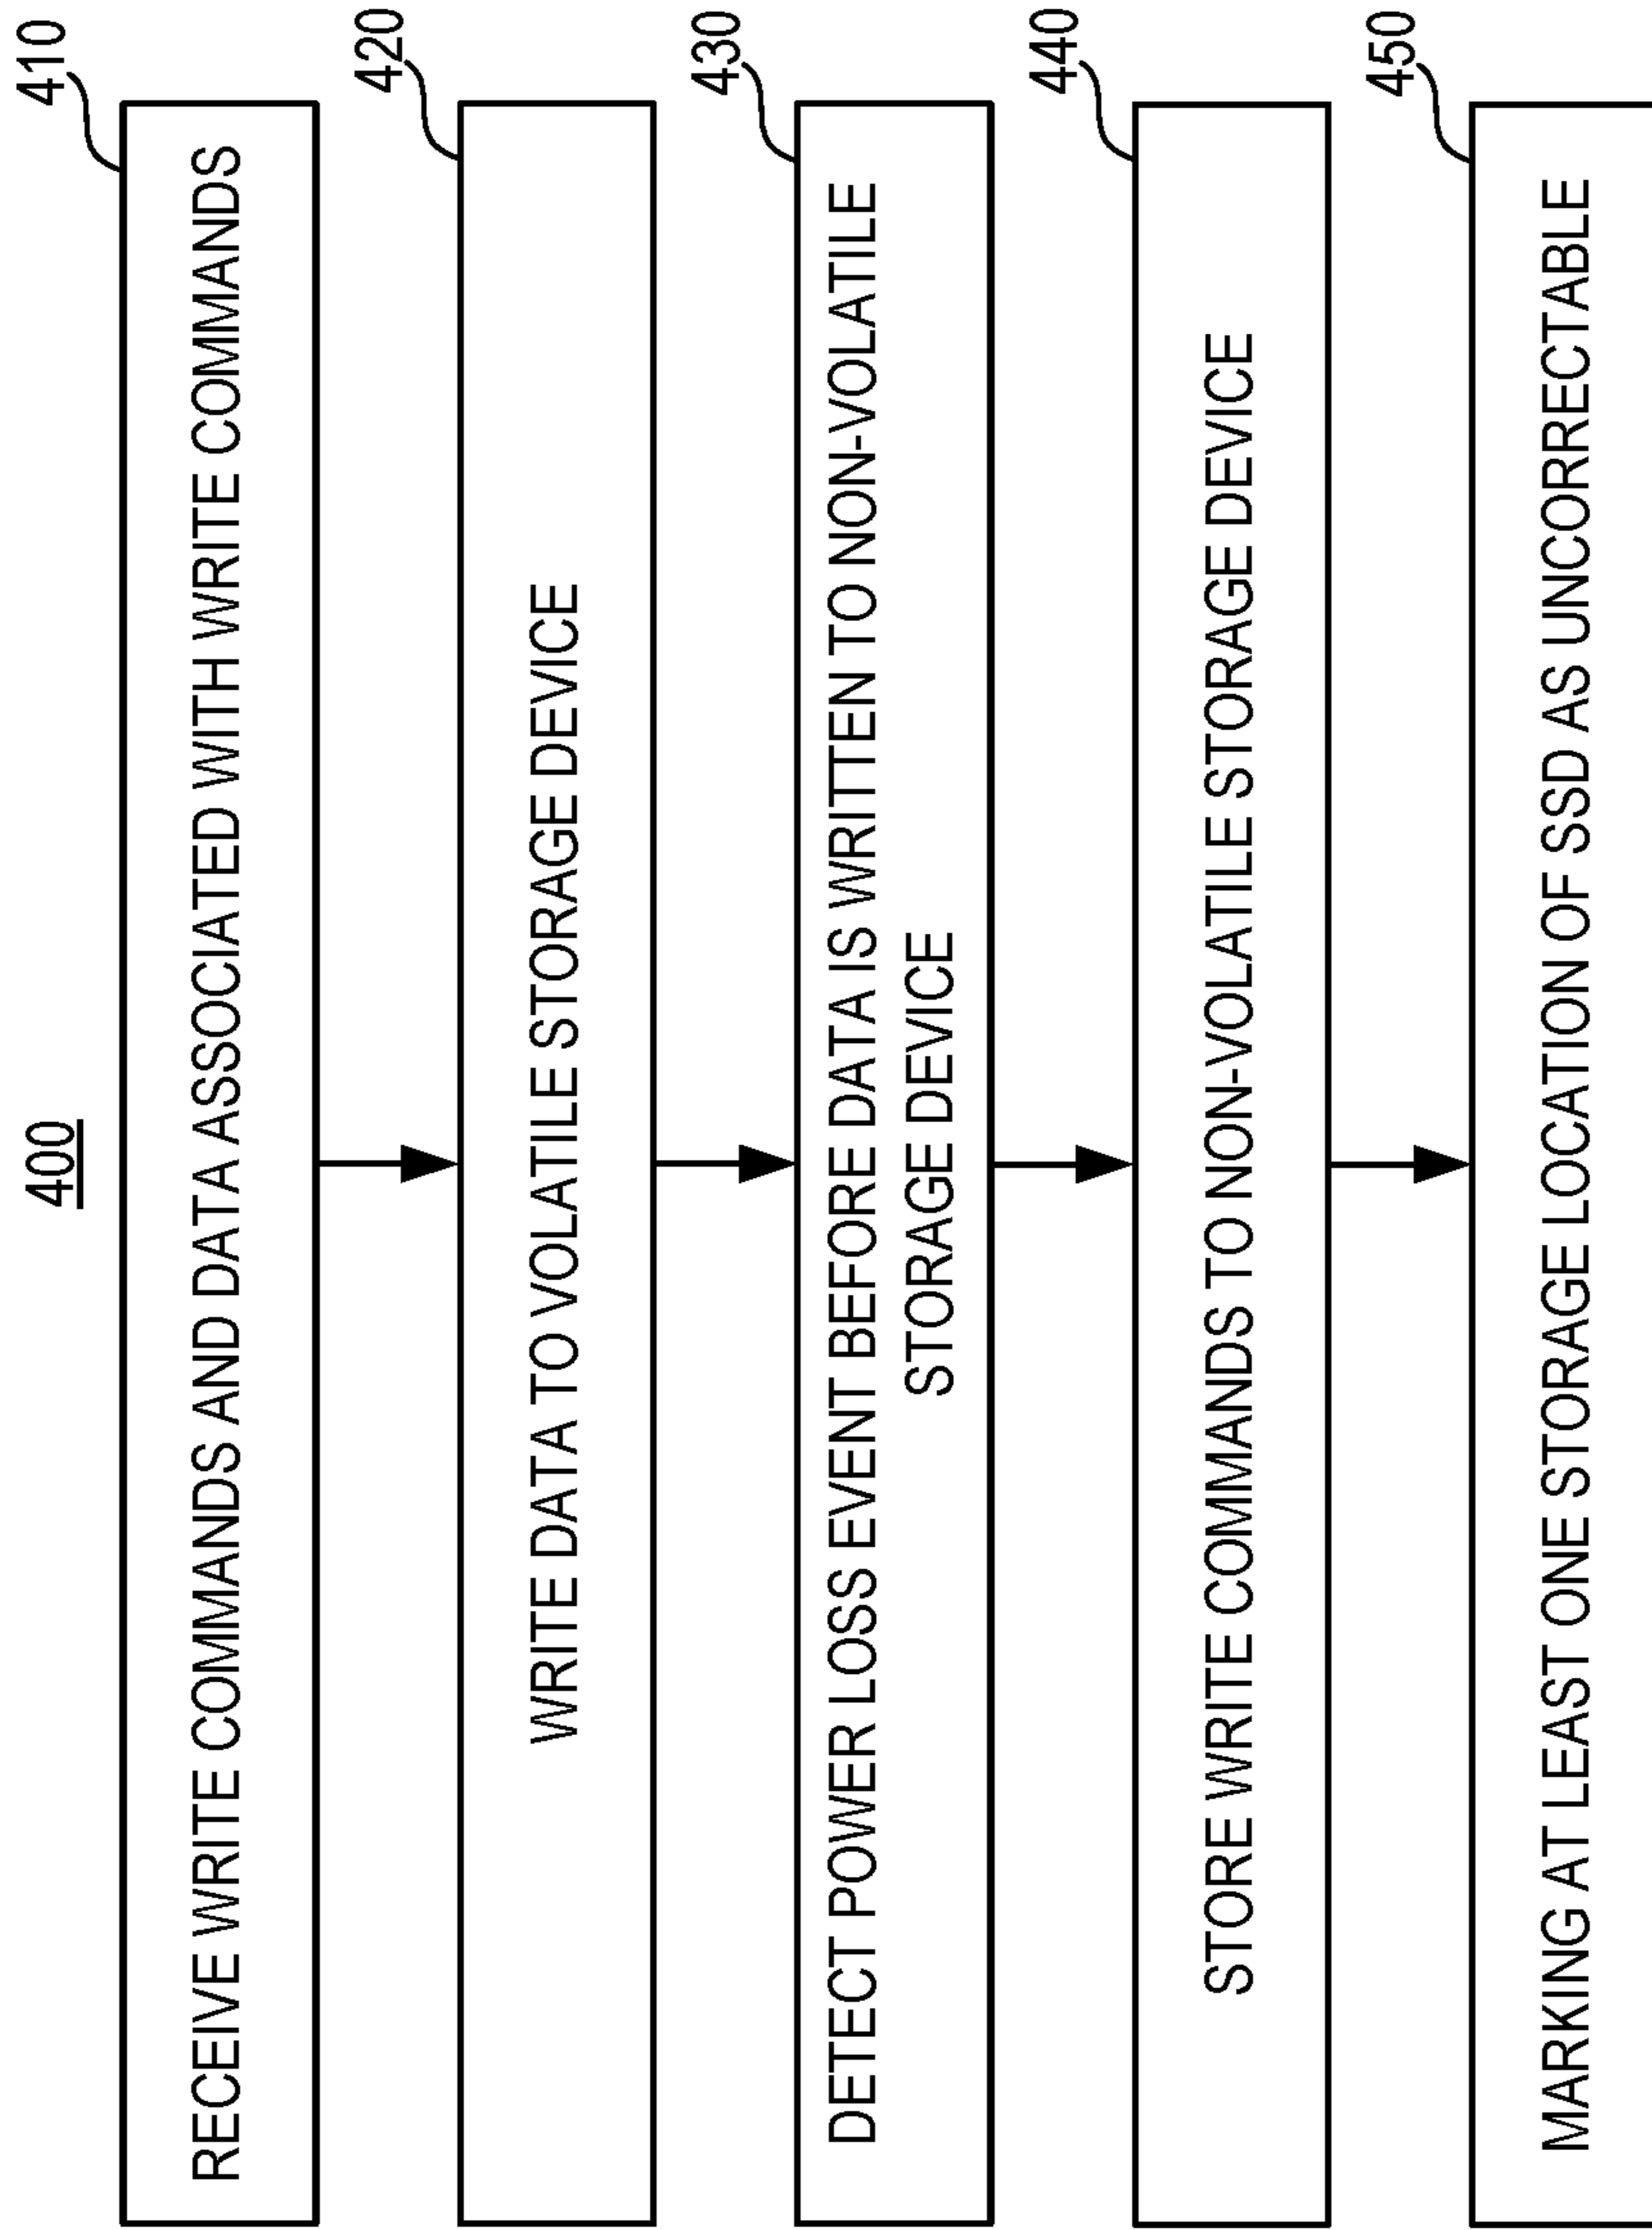 400
410
RECEIVE WRITE COMMANDS AND DATA ASSOCIATED WITH WRITE COMMANDS
420
WRITE DATA TO VOLATILE STORAGE DEVICE
430
DETECT POWER LOSS EVENT BEFORE DATA IS WRITTEN TO NON-VOLATILE
STORAGE DEVICE
440
STORE WRITE COMMANDS TO NON-VOLATILE STORAGE DEVICE
450
MARKING AT LEAST ONE STORAGE LOCATION OF SSD AS UNCORRECTABLE